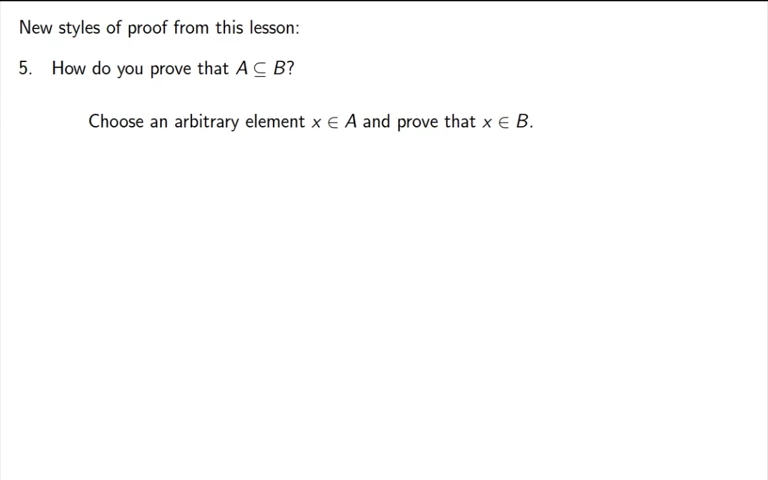 New styles of proof from this lesson:
5. How do you prove that A ⊆ B?
Choose an arbitrary element x ∈ A and prove that x ∈ B.